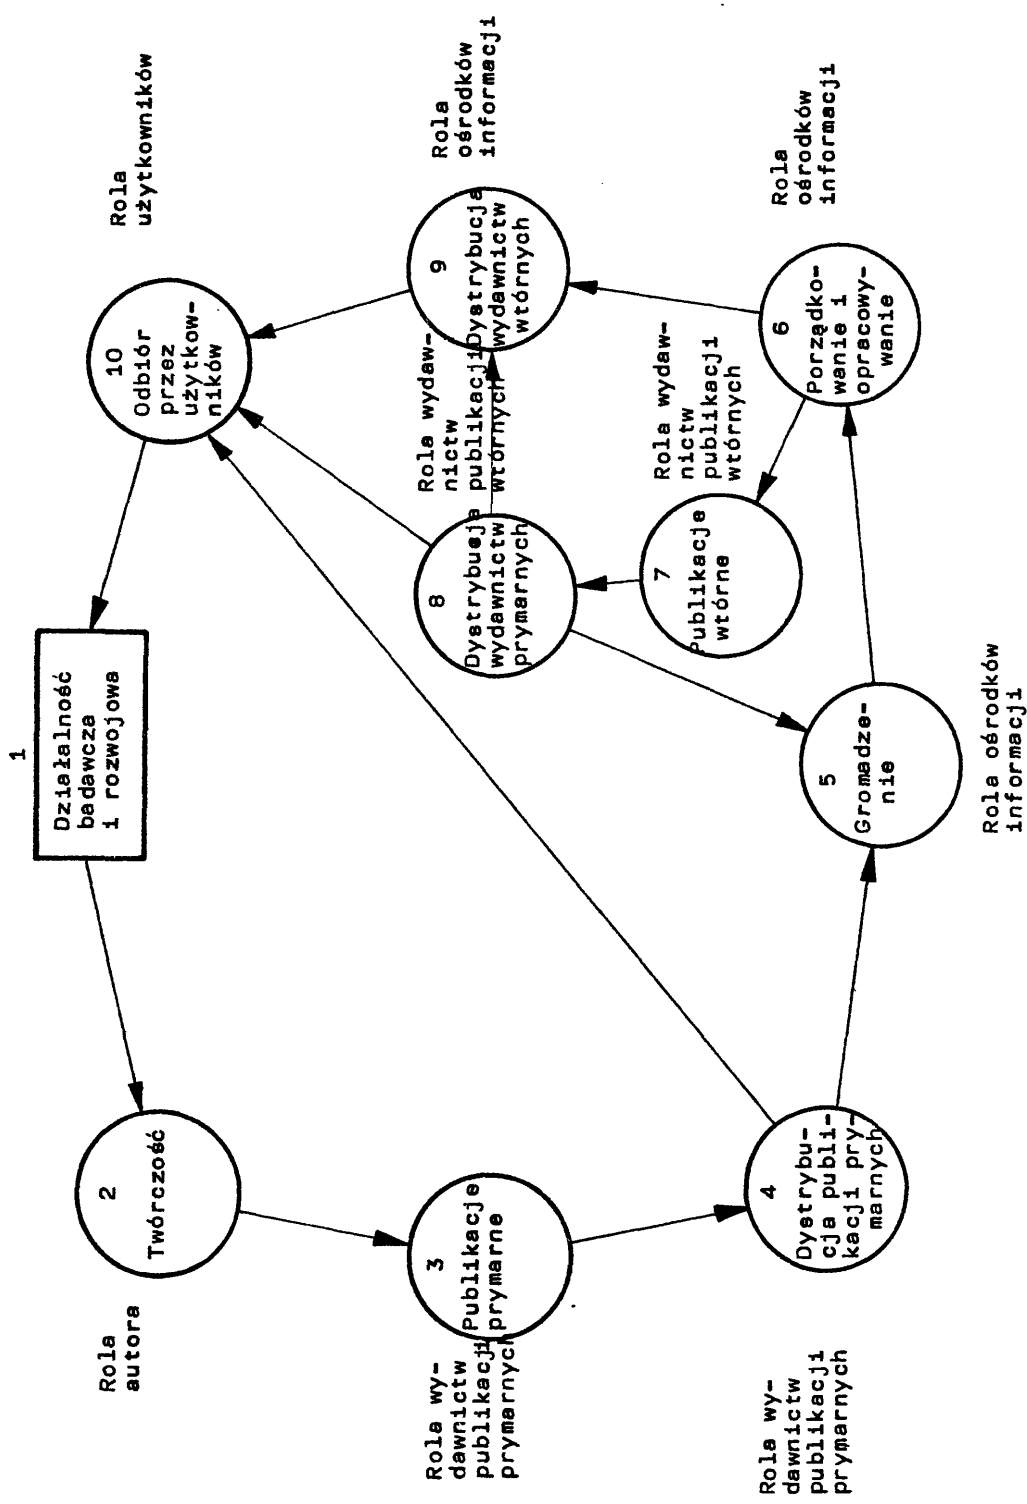 1
Działalność
badawcza
i rozwojowa
Rola
autora
2
Twórczość
10
Odbiór
przez
użytkow-
ników
Rola
użytkowników
Rola wy-
dawnictw
publikacji
prymarnych
3
Publikacje
prymarne
8
Dystrybucja
wydawnictw
prymarnych
Rola wydaw-
nictw
publikacji
wtórnych
9
Dystrybucja
wydawnictw
wtórnych
Rola
ośrodków
informacji
7
Publikacje
wtórne
Rola wydaw-
nictw
publikacji
wtórnych
Rola wy-
dawnictw
publikacji
prymarnych
4
Dystrybu-
cja publi-
kacji pry-
marnych
5
Gromadze-
nie
Rola ośrodków
informacji
6
Porządko-
wanie i
opracowy-
wanie
Rola
ośrodków
informacji